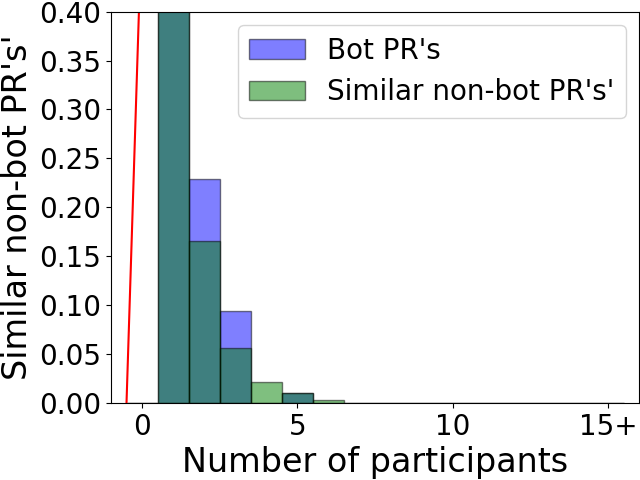 Similar non-bot PR's'
0.40
0.35
0.30
0.25
0.20
0.15
0.10
0.05
0.00
Bot PR's
Similar non-bot PR's'
0 5 10 15+
Number of participants